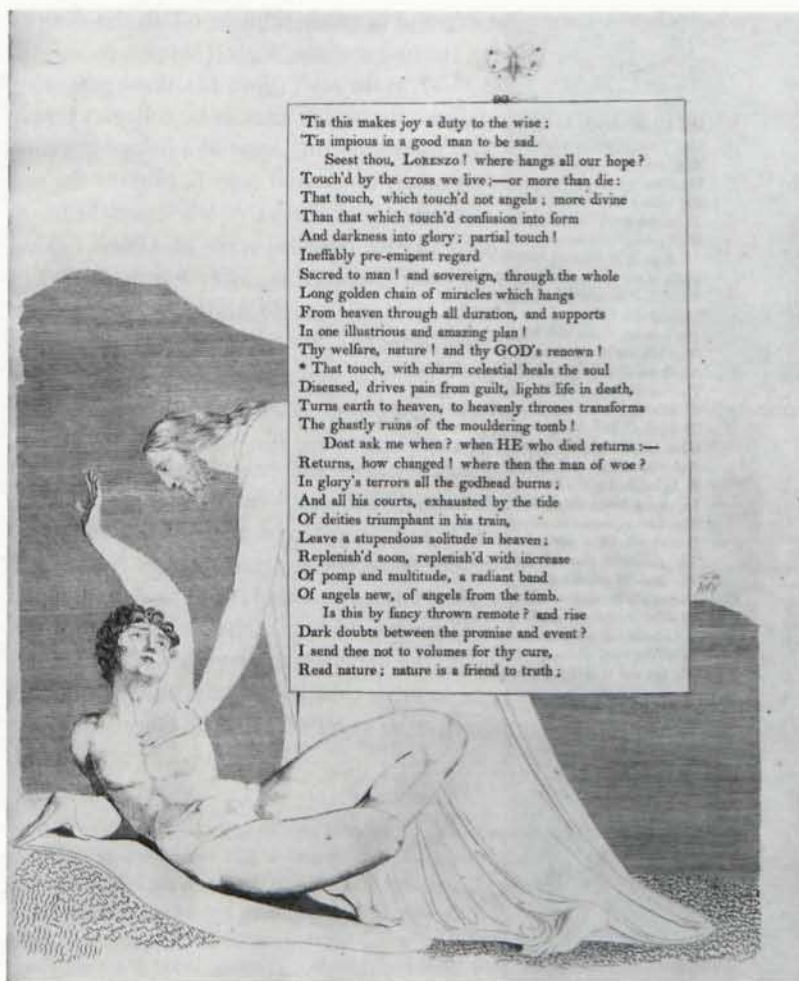 'Tis this makes joy a duty to the wise;
'Tis impious in a good man to be sad.
Seest thou, LORENZO! where hangs all our hope?
Touch'd by the cross we live;—or more than die:
That touch, which touch'd not angels; more divine
Than that which touch'd confusion into form
And darkness into glory; partial touch!
Ineffably pre-eminent regard
Sacred to man! and sovereign, through the whole
Long golden chain of miracles which hangs
From heaven through all duration, and supports
In one illustrious and amazing plan!
Thy welfare, nature! and thy GOD's renown!
* That touch, with charm celestial heals the soul
Diseased, drives pain from guilt, lights life in death,
Turns earth to heaven, to heavenly thrones transforms
The ghastly ruins of the mouldering tomb!
Dost ask me when? when HE who died returns:—
Returns, how changed! where then the man of woe?
In glory's terrors all the godhead burns;
And all his courts, exhausted by the tide
Of deities triumphant in his train,
Leave a stupendous solitude in heaven;
Replenish'd soon, replenish'd with increase
Of pomp and multitude, a radiant band
Of angels new, of angels from the tomb.
Is this by fancy thrown remote? and rise
Dark doubts between the promise and event?
I send thee not to volumes for thy cure,
Read nature; nature is a friend to truth;